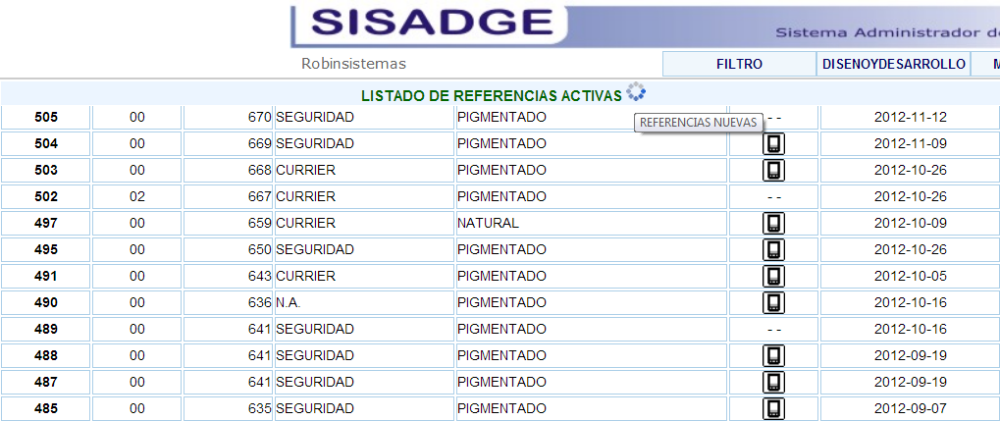 SISADGE
Sistema Administrador de
Robinsistemas
FILTRO DISENOYDESARROLLO M
LISTADO DE REFERENCIAS ACTIVAS
REFERENCIAS NUEVAS
505 00 670 SEGURIDAD PIGMENTADO - - 2012-11-12
504 00 669 SEGURIDAD PIGMENTADO 2012-11-09
503 00 668 CURRIER PIGMENTADO 2012-10-26
502 02 667 CURRIER PIGMENTADO - - 2012-10-26
497 00 659 CURRIER NATURAL 2012-10-09
495 00 650 SEGURIDAD PIGMENTADO 2012-10-26
491 00 643 CURRIER PIGMENTADO 2012-10-05
490 00 636 N.A. PIGMENTADO 2012-10-16
489 00 641 SEGURIDAD PIGMENTADO - - 2012-10-16
488 00 641 SEGURIDAD PIGMENTADO 2012-09-19
487 00 641 SEGURIDAD PIGMENTADO 2012-09-19
485 00 635 SEGURIDAD PIGMENTADO 2012-09-07